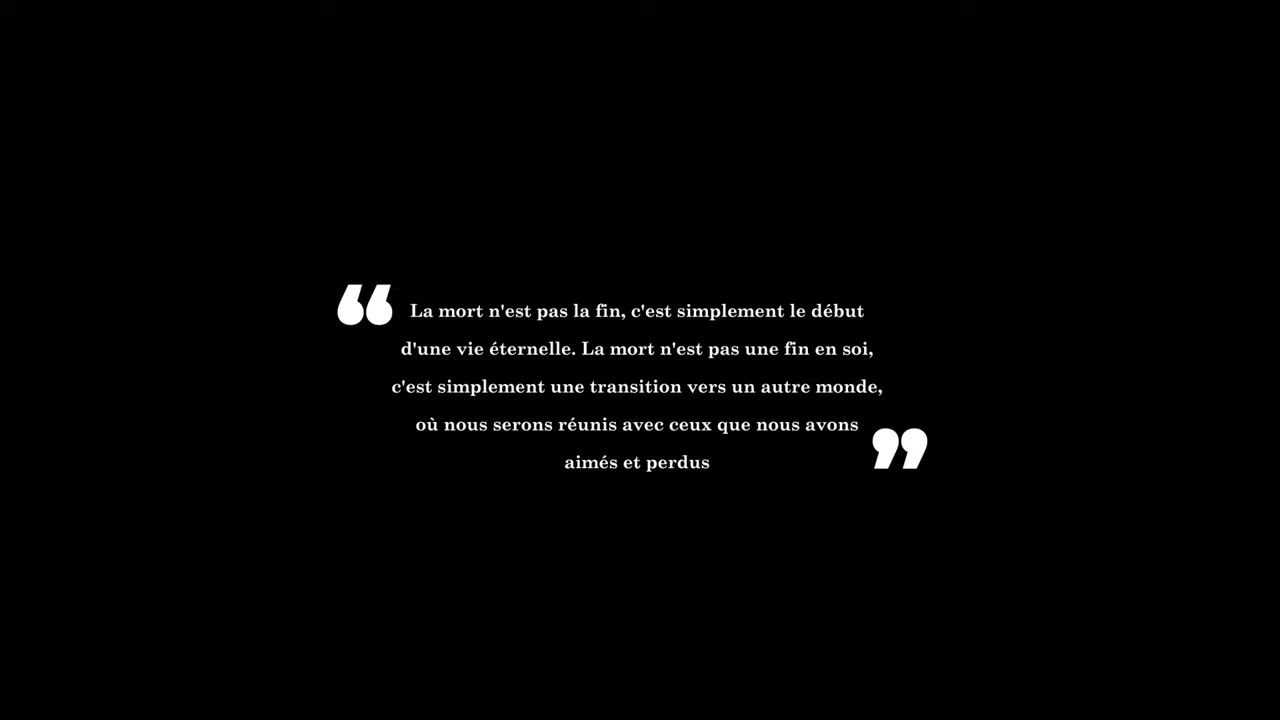 “ La mort n'est pas la fin, c'est simplement le début
d'une vie éternelle. La mort n'est pas une fin en soi,
c'est simplement une transition vers un autre monde,
où nous serons réunis avec ceux que nous avons
aimés et perdus ”